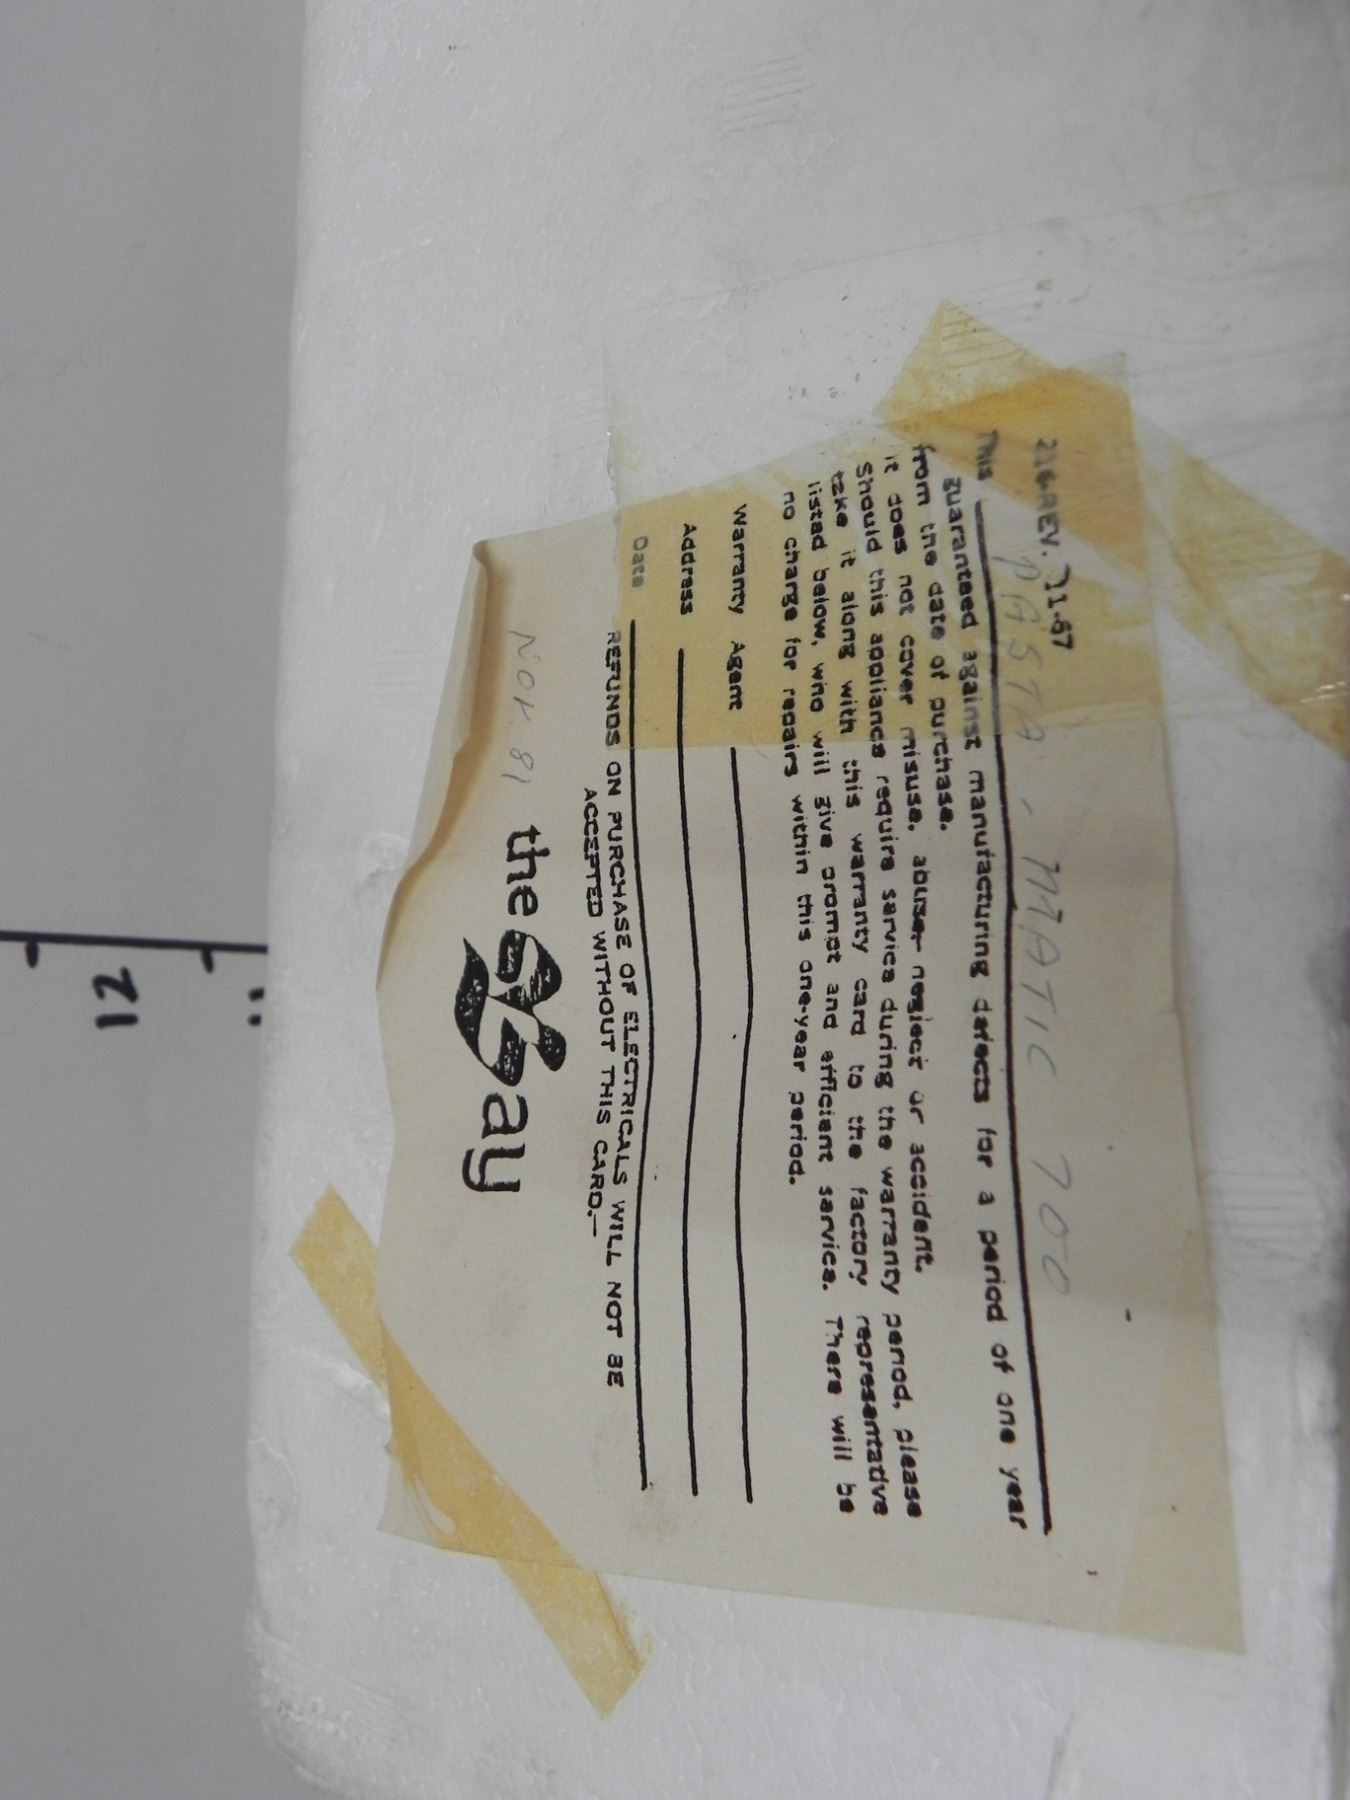 216-REV. 11-67
PASTA-MATIC 700
THIS
guaranteed against manufacturing defects for a period of one year
from the date of purchase.
it does not cover misuse, abuse, neglect or accident.
Should this appliance require service during the warranty period, please
take it along with this warranty card to the factory representative
listed below, who will give prompt and efficient service. There will be
no charge for repairs within this one-year period.
Warranty Agent
Address
Date
REFUNDS ON PURCHASE OF ELECTRICALS WILL NOT BE
ACCEPTED WITHOUT THIS CARD.—
the Bay
NOV. 81
12